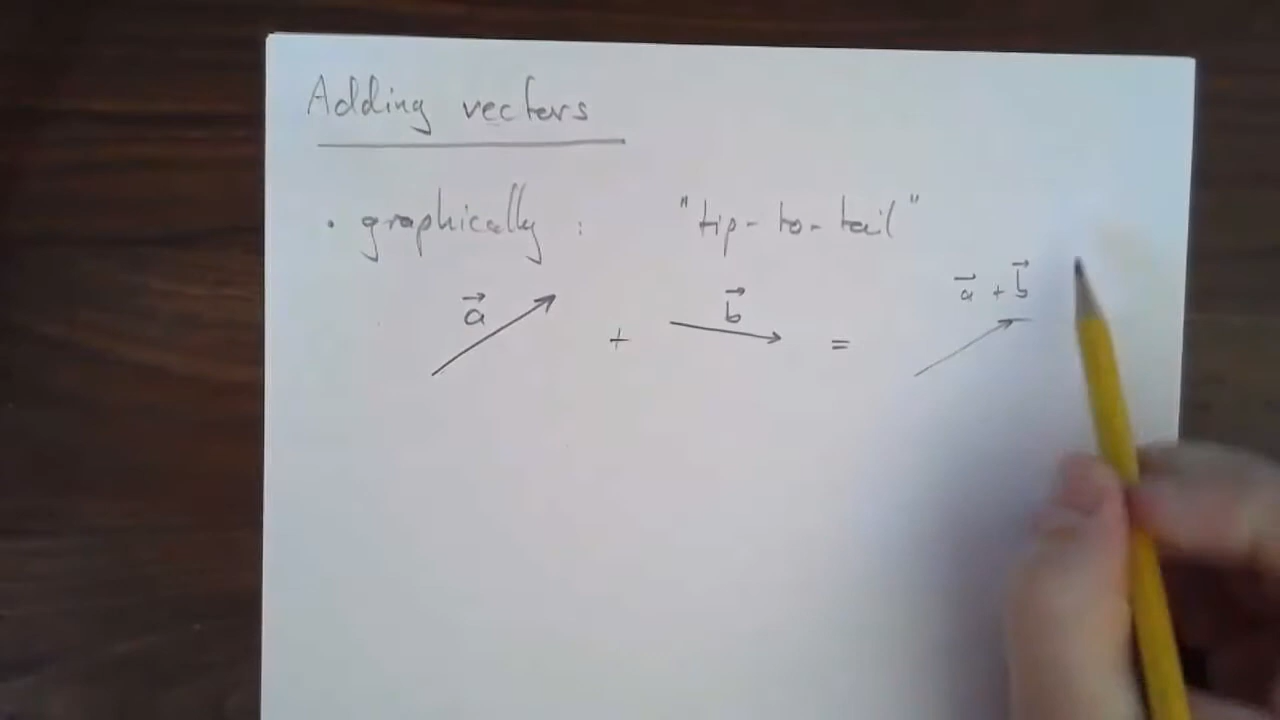 Adding vectors
• graphically : "tip-to-tail"
a⃗ + b⃗ = a⃗ + b⃗